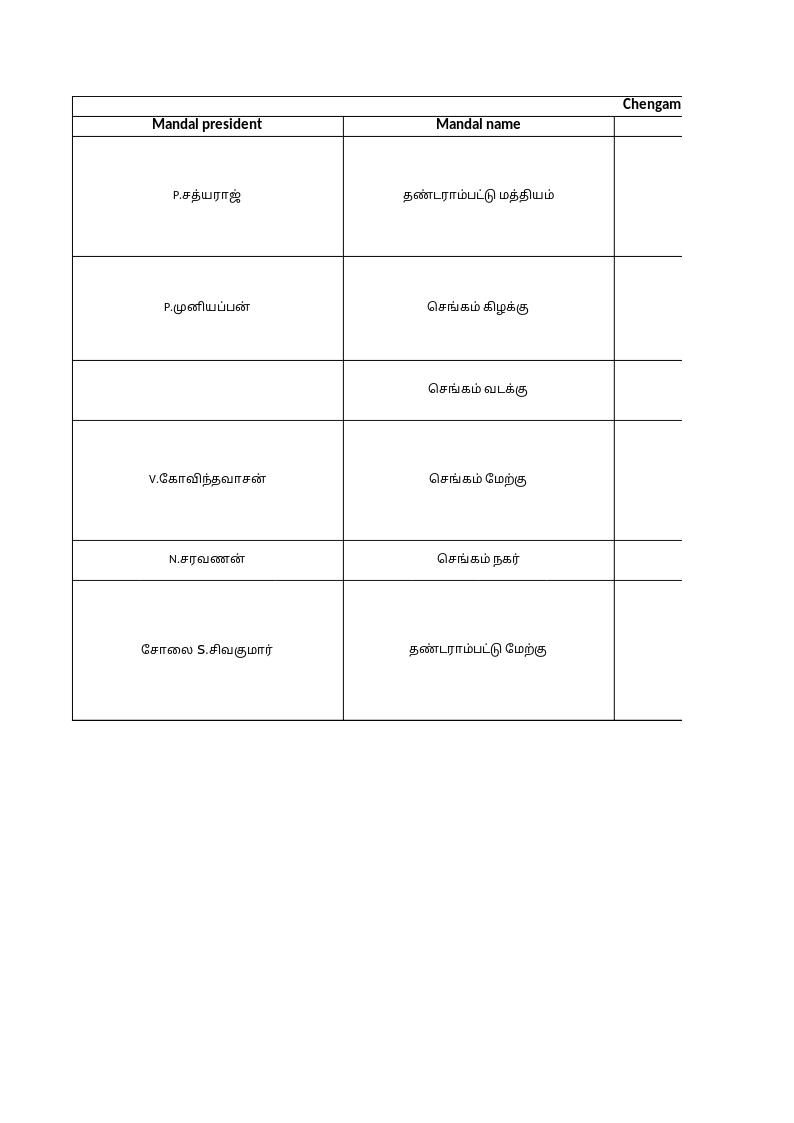 Chengam
Mandal president Mandal name
P.சத்யராஜ் தண்டராம்பட்டு மத்தியம்
P.முனியப்பன் செங்கம் கிழக்கு
செங்கம் வடக்கு
V.கோவிந்தவாசன் செங்கம் மேற்கு
N.சரவணன் செங்கம் நகர்
சோலை S.சிவகுமார் தண்டராம்பட்டு மேற்கு